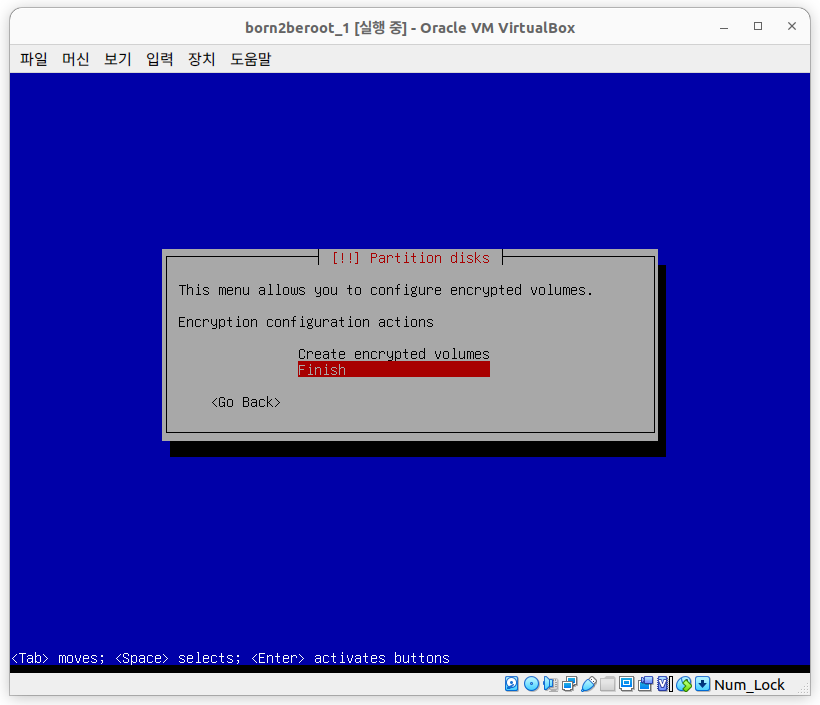 born2beroot_1 [실행 중] - Oracle VM VirtualBox
파일 머신 보기 입력 장치 도움말
[!!] Partition disks
This menu allows you to configure encrypted volumes.
Encryption configuration actions
Create encrypted volumes
Finish
<Go Back>
<Tab> moves; <Space> selects; <Enter> activates buttons
Num_Lock